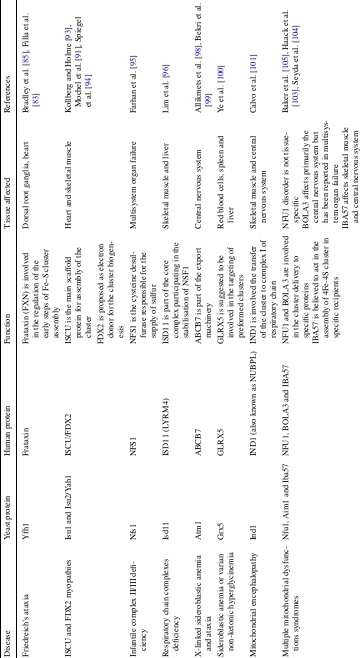 Disease Yeast protein Human protein Function Tissue affected References
Friedreich's ataxia Yfh1 Frataxin Frataxin (FXN) is involved Dorsal root ganglia, heart Bradley et al. [85], Filla et al.
in the regulation of the [83]
early steps of Fe–S cluster
assembly
ISCU and FDX2 myopathies Isu1 and Isu2/Yah1 ISCU/FDX2 ISCU is the main scaffold Heart and skeletal muscle Kollberg and Holme [93],
protein for assembly of the Mochel et al. [91], Spiegel
cluster et al. [94]
FDX2 is proposed as electron
donor for the cluster biogen-
esis
Infantile complex II/III defi- Nfs1 NFS1 NFS1 is the cysteine desul- Multisystem organ failure Farhan et al. [95]
ciency furase responsible for the
supply of sulfur
Respiratory chain complexes Isd11 ISD11 (LYRM4) ISD11 is part of the core Skeletal muscle and liver Lim et al. [96]
deficiency complex participating in the
stabilisation of NSF1
X-linked sideroblastic anemia Atm1 ABCB7 ABCB7 is part of the export Central nervous system Allikmets et al. [98], Bekri et al.
and ataxia machinery [99]
Sideroblastic anemia or varian Grx5 GLRX5 GLRX5 is suggested to be Red blood cells, spleen and Ye et al. [100]
non-ketonic hyperglycinemia involved in the targeting of liver
preformed clusters
Mitochondrial encephalopathy Ind1 IND1 (also known as NUBPL) IND1 is involved in the transfer Skeletal muscle and central Calvo et al. [101]
of the cluster to complex I of nervous system
respiratory chain
Multiple mitochondrial dysfunc- Nfu1, Aim1 and Iba57 NFU1, BOLA3 and IBA57 NFU1 and BOLA3 are involved NFU1 disorder is not tissue- Baker et al. [105], Haack et al.
tions syndromes in the cluster delivery to specific [103], Seyda et al. [104]
specific proteins BOLA3 affects primarily the
IBA57 is believed to act in the central nervous system but
assembly of 4Fe–4S cluster in has been reported in multisys-
specific recipients tem organ failure
IBA57 affects skeletal muscle
and central nervous system